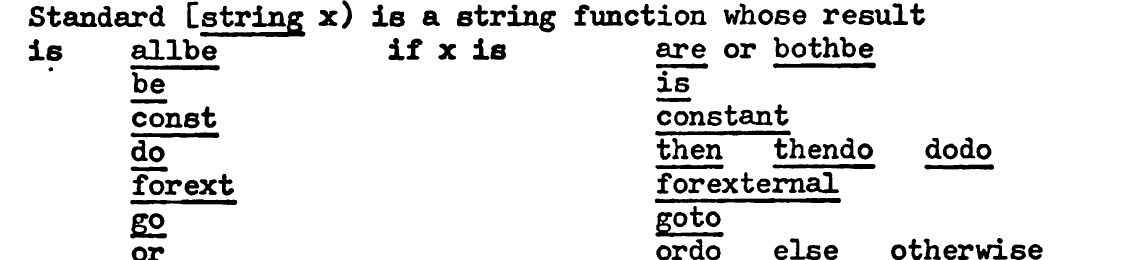 Standard [string x) is a string function whose result
is allbe if x is are or bothbe
be is
const constant
do then thendo dodo
forext forexternal
go goto
or ordo else otherwise